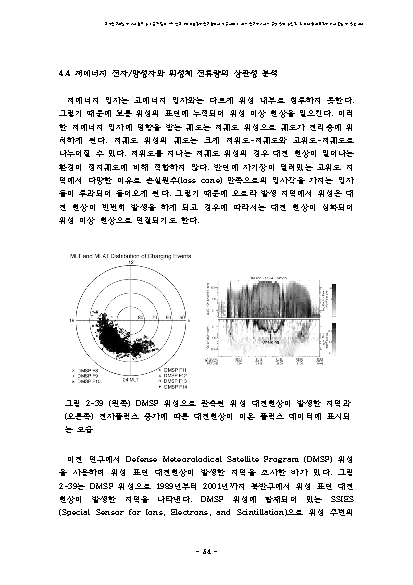 4.4 저에너지 전자/양성자와 위성체 전류량의 상관성 분석
저에너지 입자는 고에너지 입자와는 다르게 위성 내부로 침투하지 못한다.
그렇기 때문에 보통 위성의 표면에 누적되어 위성 이상 현상을 일으킨다. 이러
한 저에너지 입자에 영향을 받는 궤도는 저궤도 위성으로 궤도가 전리층에 위
치하게 된다. 저궤도 위성의 궤도는 크게 저위도-저궤도와 고위도-저궤도로
나누어질 수 있다. 저위도를 지나는 저궤도 위성의 경우 대전 현상이 일어나는
환경이 정지궤도에 비해 적합하지 않다. 반면에 자기장이 열려있는 고위도 지
역에서 다양한 이유로 손실원추(loss cone) 안쪽으로의 입사각을 가지는 입자
들이 투과되어 들어오게 된다. 그렇기 때문에 오로라 발생 지역에서 위성은 대
전 현상이 빈번히 발생을 하게 되고 경우에 따라서는 대전 현상이 심화되어
위성 이상 현상으로 연결되기도 한다.
MLT and MLAT Distribution of Charging Events
12
18
24 MLT
DMSP F8
DMSP F9
DMSP F10
DMSP F11
DMSP F12
DMSP F13
DMSP F14
그림 2-39 (왼쪽) DMSP 위성으로 관측된 위성 대전현상이 발생한 지역과
(오른쪽) 전자플럭스 증가에 따른 대전현상이 이온 플럭스 데이터에 표시되
는 모습
이전 연구에서 Defense Meteoroladical Satellite Program (DMSP) 위성
을 사용하여 위성 표면 대전현상이 발생한 지역을 조사한 바가 있다. 그림
2-39는 DMSP 위성으로 1989년부터 2001년까지 북반구에서 위성 표면 대전
현상이 발생한 지역을 나타낸다. DMSP 위성에 탑재되어 있는 SSIES
(Special Sensor for Ions, Electrons, and Scintillation)으로 위성 주변의
- 54 -